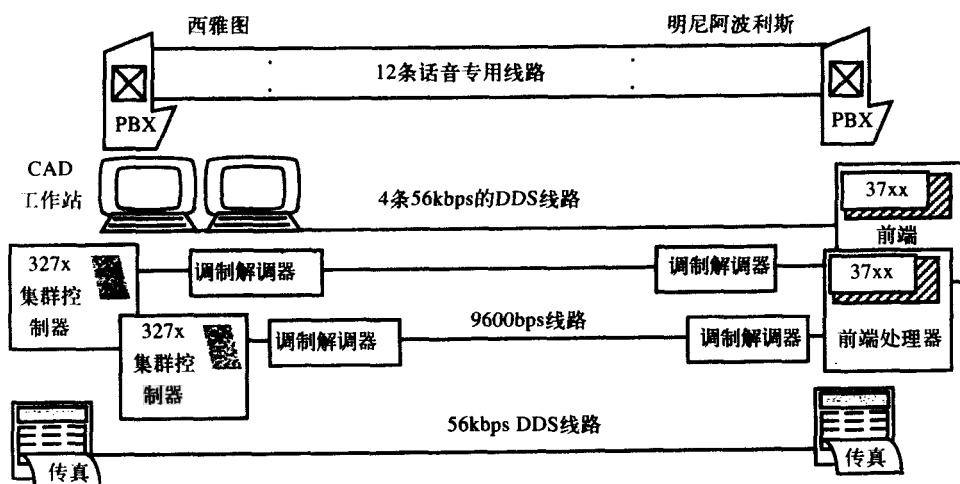 西雅图
明尼阿波利斯
12条话音专用线路
PBX
PBX
CAD
工作站
4条56kbps的DDS线路
37xx
前端
327x
集群控
制器
调制解调器
调制解调器
37xx
前端处理器
327x
集群控
制器
调制解调器
9600bps线路
调制解调器
56kbps DDS线路
传真
传真